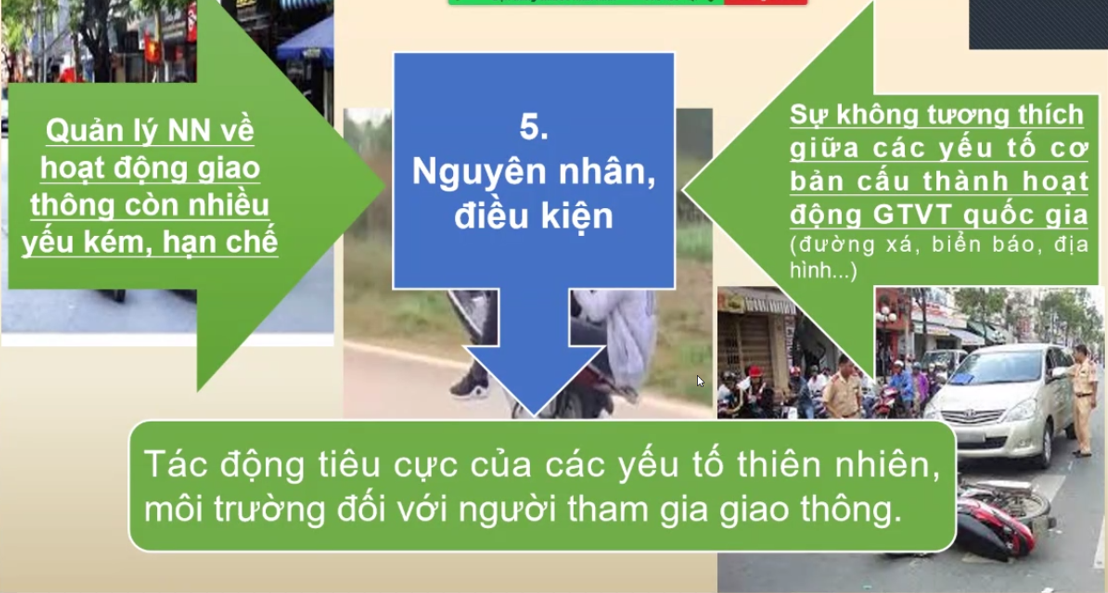 Quản lý NN về
hoạt động giao
thông còn nhiều
yếu kém, hạn chế
5.
Nguyên nhân,
điều kiện
Sự không tương thích
giữa các yếu tố cơ
bản cấu thành hoạt
động GTVT quốc gia
(đường xá, biển báo, địa
hình...)
Tác động tiêu cực của các yếu tố thiên nhiên,
môi trường đối với người tham gia giao thông.